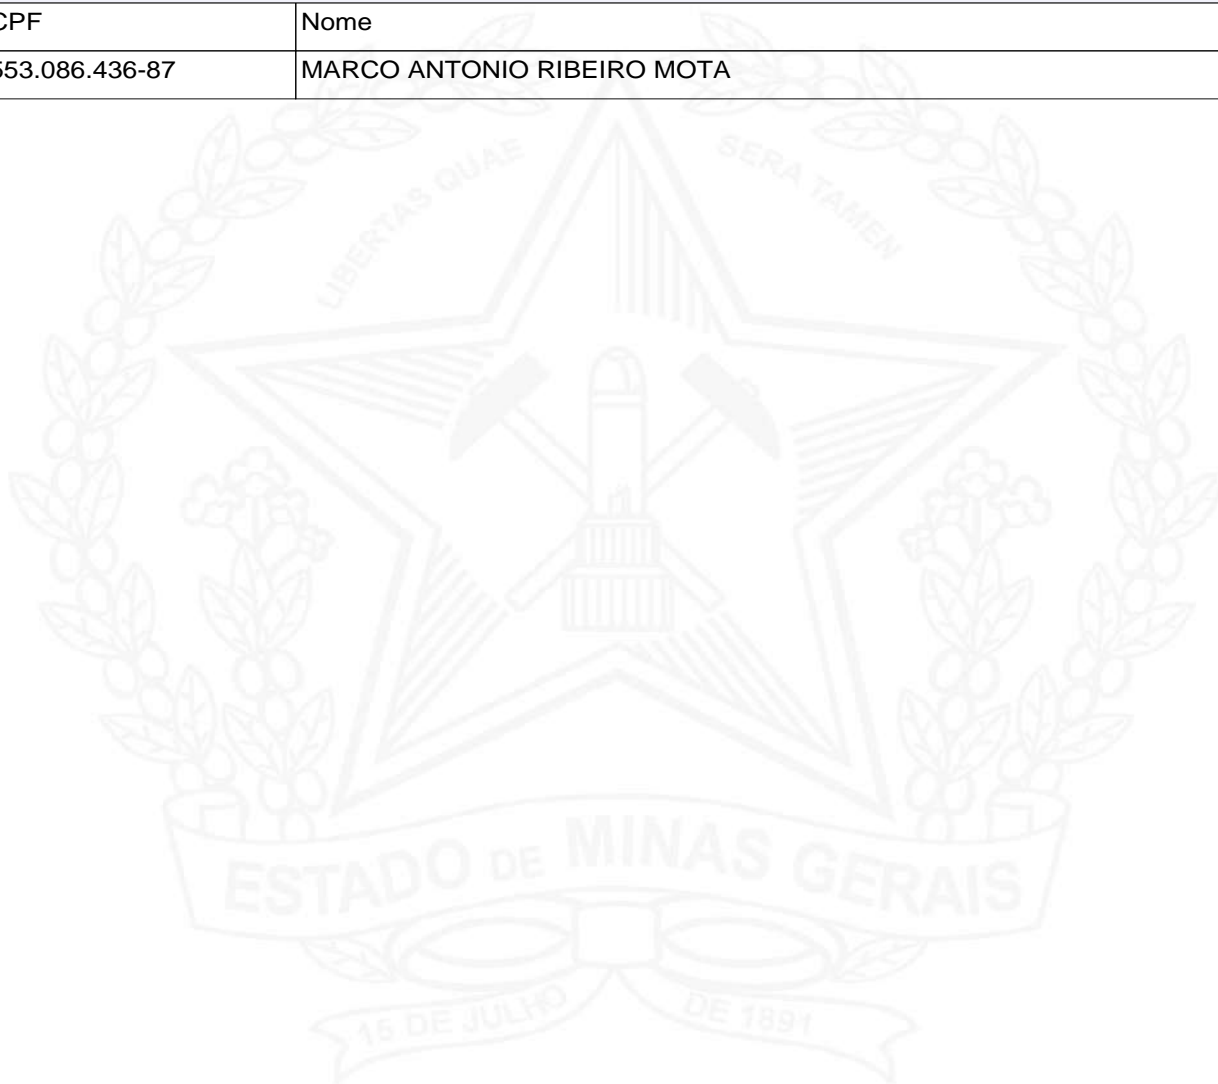 CPF Nome
553.086.436-87 MARCO ANTONIO RIBEIRO MOTA
LIBERTAS QUAE SERA TAMEN
ESTADO DE MINAS GERAIS
15 DE JULHO DE 1891